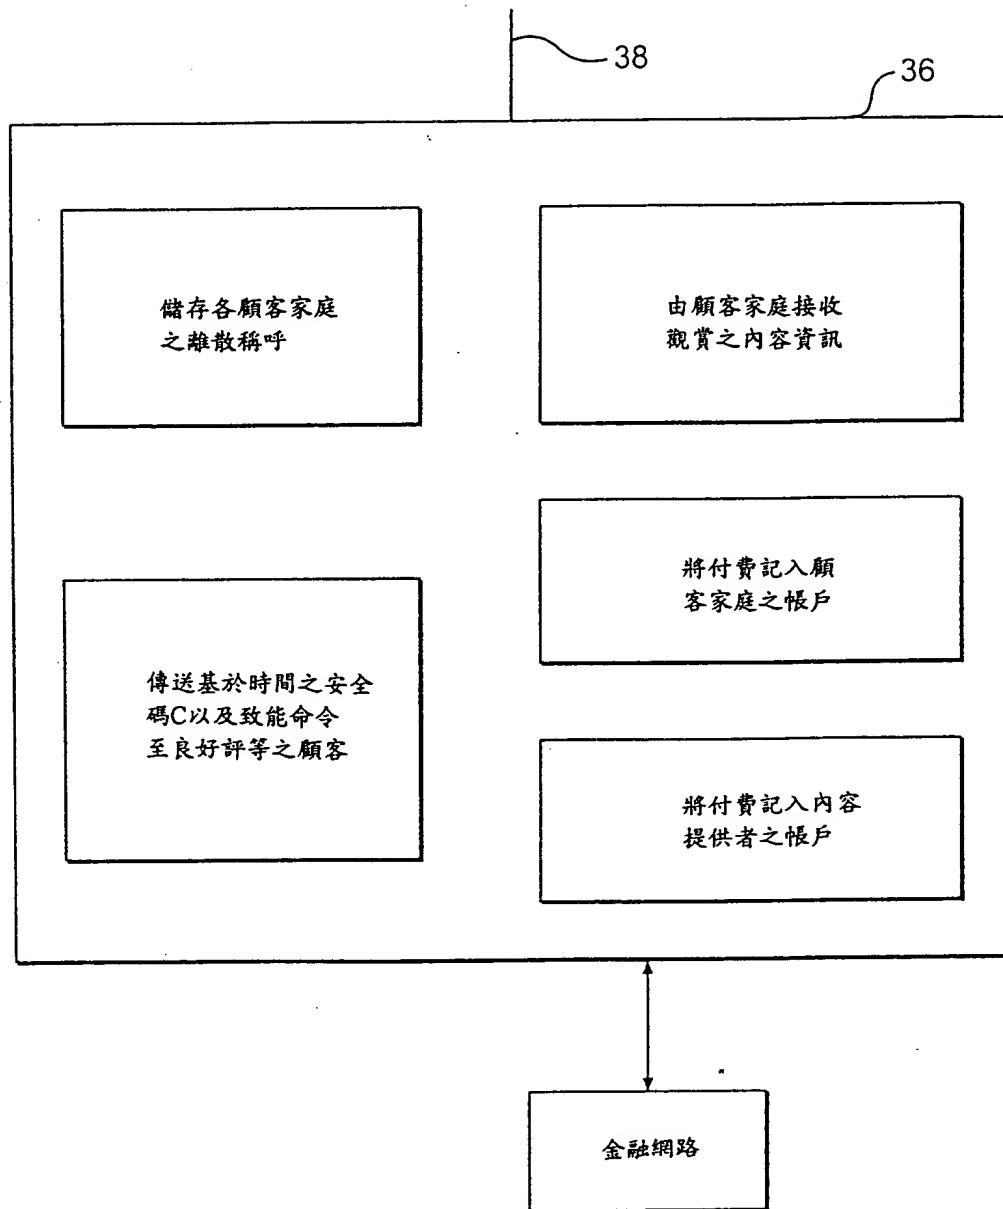 38
36
儲存各顧客家庭
之離散稱呼
由顧客家庭接收
觀賞之內容資訊
將付費記入顧
客家庭之帳戶
傳送基於時間之安全
碼C以及致能命令
至良好評等之顧客
將付費記入內容
提供者之帳戶
金融網路